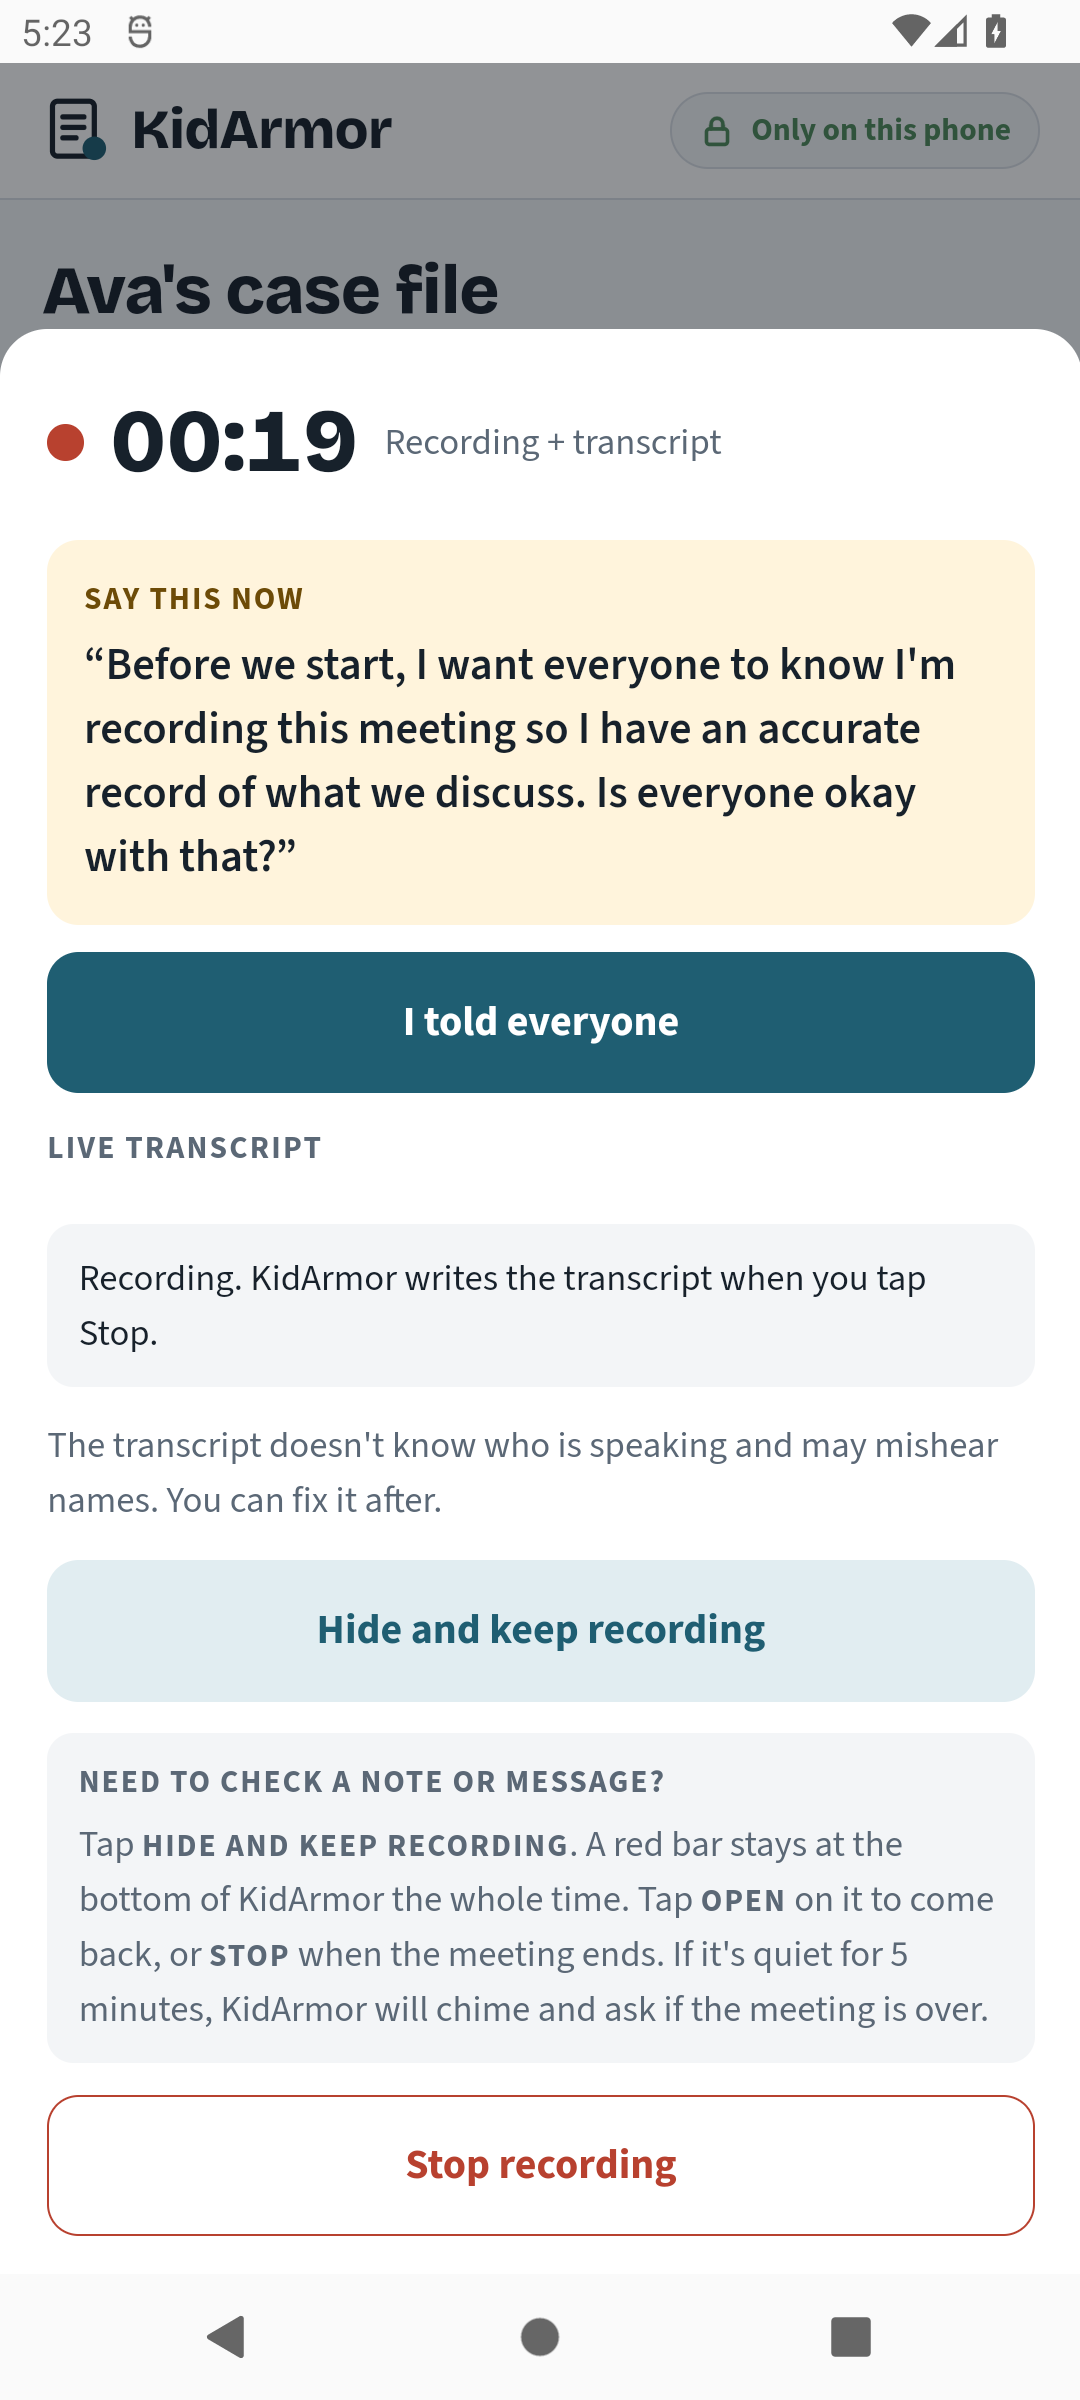 5:23
KidArmor
Only on this phone
Ava's case file
00:19 Recording + transcript
SAY THIS NOW
“Before we start, I want everyone to know I'm
recording this meeting so I have an accurate
record of what we discuss. Is everyone okay
with that?”
I told everyone
LIVE TRANSCRIPT
Recording. KidArmor writes the transcript when you tap
Stop.
The transcript doesn't know who is speaking and may mishear
names. You can fix it after.
Hide and keep recording
NEED TO CHECK A NOTE OR MESSAGE?
Tap HIDE AND KEEP RECORDING. A red bar stays at the
bottom of KidArmor the whole time. Tap OPEN on it to come
back, or STOP when the meeting ends. If it's quiet for 5
minutes, KidArmor will chime and ask if the meeting is over.
Stop recording